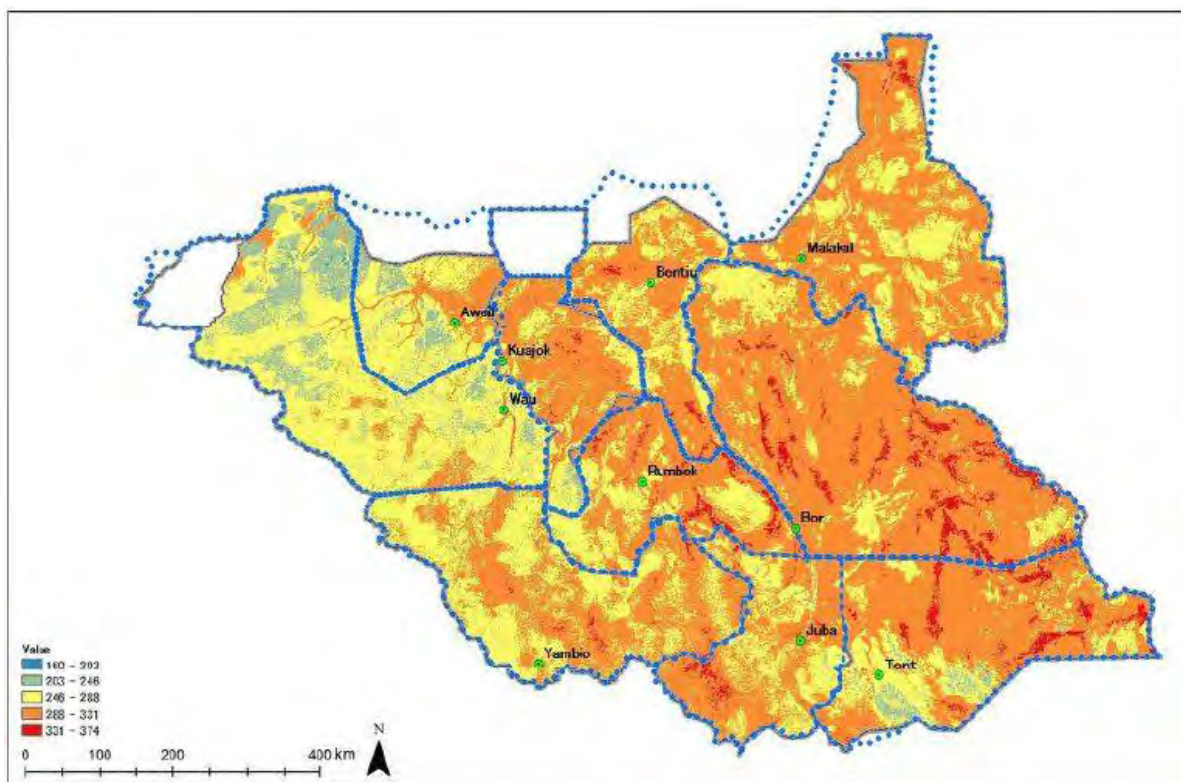 Malakal
Bentiu
Aweil
Kuajok
Wau
Rumbek
Bor
Juba
Yambio
Torit
Value
160 - 203
203 - 246
246 - 288
288 - 331
331 - 374
0 100 200 400 km
N